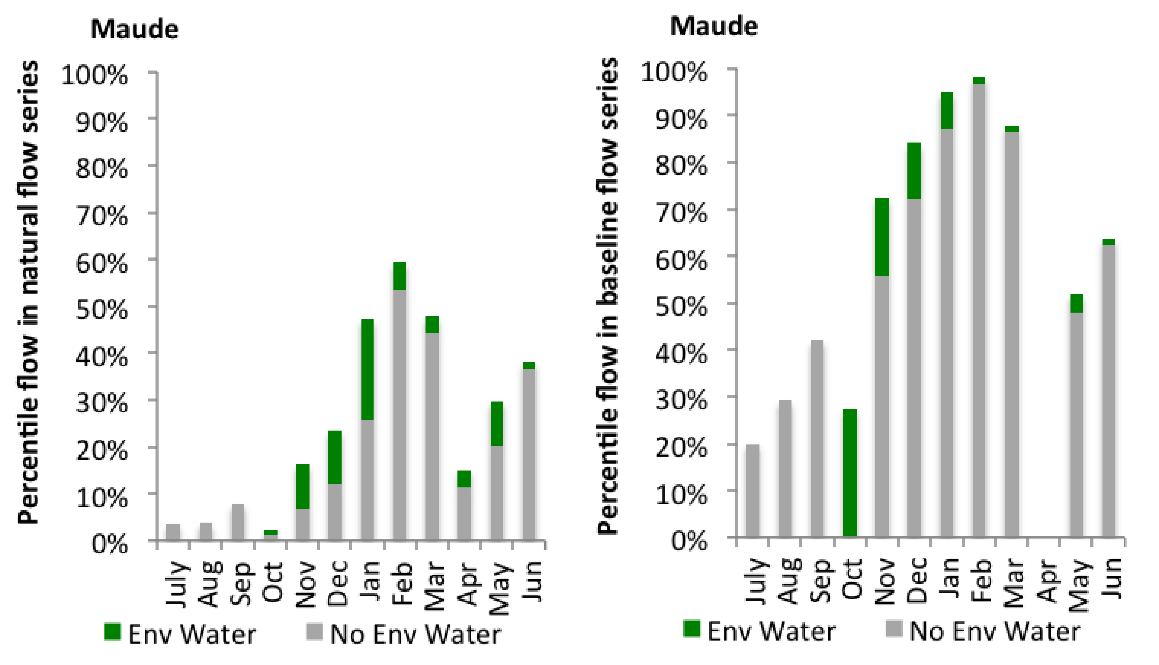 Maude
Percentile flow in natural flow series
100%
90%
80%
70%
60%
50%
40%
30%
20%
10%
0%
July Aug Sep Oct Nov Dec Jan Feb Mar Apr May Jun
Env Water No Env Water
Maude
Percentile flow in baseline flow series
100%
90%
80%
70%
60%
50%
40%
30%
20%
10%
0%
July Aug Sep Oct Nov Dec Jan Feb Mar Apr May Jun
Env Water No Env Water